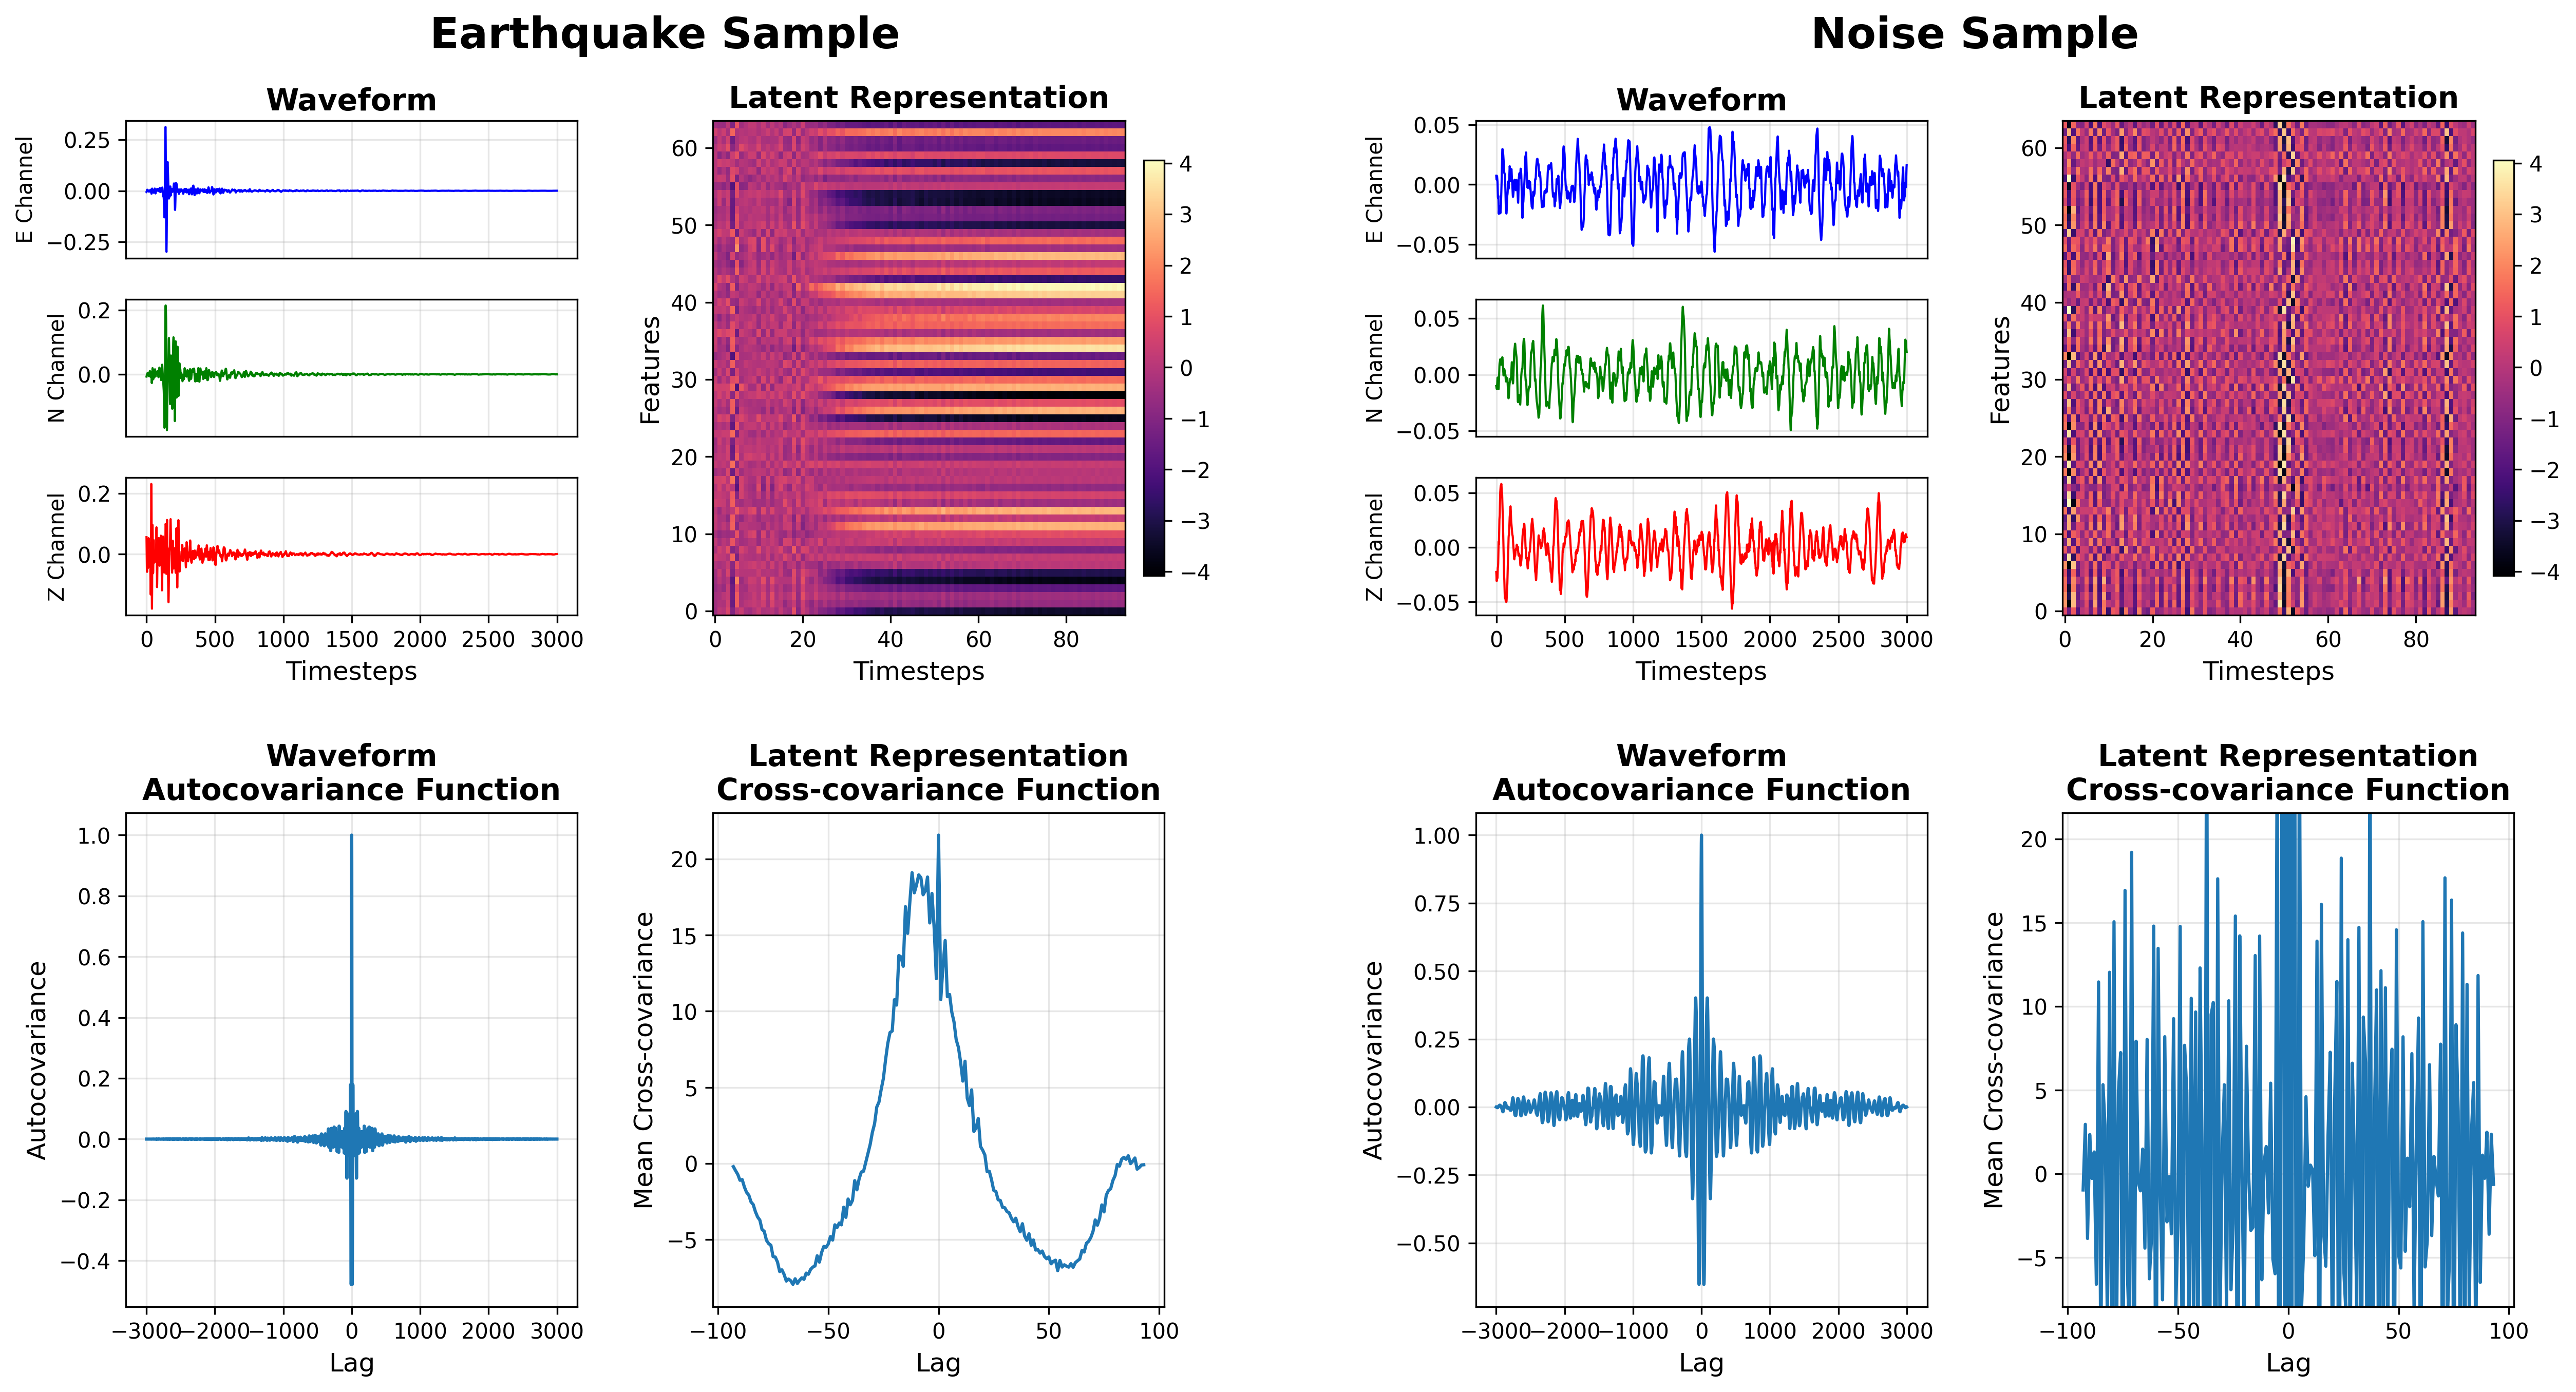 Earthquake Sample
Noise Sample
Waveform
Latent Representation
Waveform
Latent Representation
E Channel
0.25
0.00
−0.25
N Channel
0.2
0.0
Z Channel
0.2
0.0
0 500 1000 1500 2000 2500 3000
Timesteps
Features
60
50
40
30
20
10
0
0 20 40 60 80
Timesteps
4
3
2
1
0
−1
−2
−3
−4
E Channel
0.05
0.00
−0.05
N Channel
0.05
0.00
−0.05
Z Channel
0.05
0.00
−0.05
0 500 1000 1500 2000 2500 3000
Timesteps
Features
60
50
40
30
20
10
0
0 20 40 60 80
Timesteps
4
3
2
1
0
−1
−2
−3
−4
Waveform
Autocovariance Function
Autocovariance
1.0
0.8
0.6
0.4
0.2
0.0
−0.2
−0.4
−3000 −2000 −1000 0 1000 2000 3000
Lag
Latent Representation
Cross-covariance Function
Mean Cross-covariance
20
15
10
5
0
−5
−100 −50 0 50 100
Lag
Waveform
Autocovariance Function
Autocovariance
1.00
0.75
0.50
0.25
0.00
−0.25
−0.50
−3000 −2000 −1000 0 1000 2000 3000
Lag
Latent Representation
Cross-covariance Function
Mean Cross-covariance
20
15
10
5
0
−5
−100 −50 0 50 100
Lag